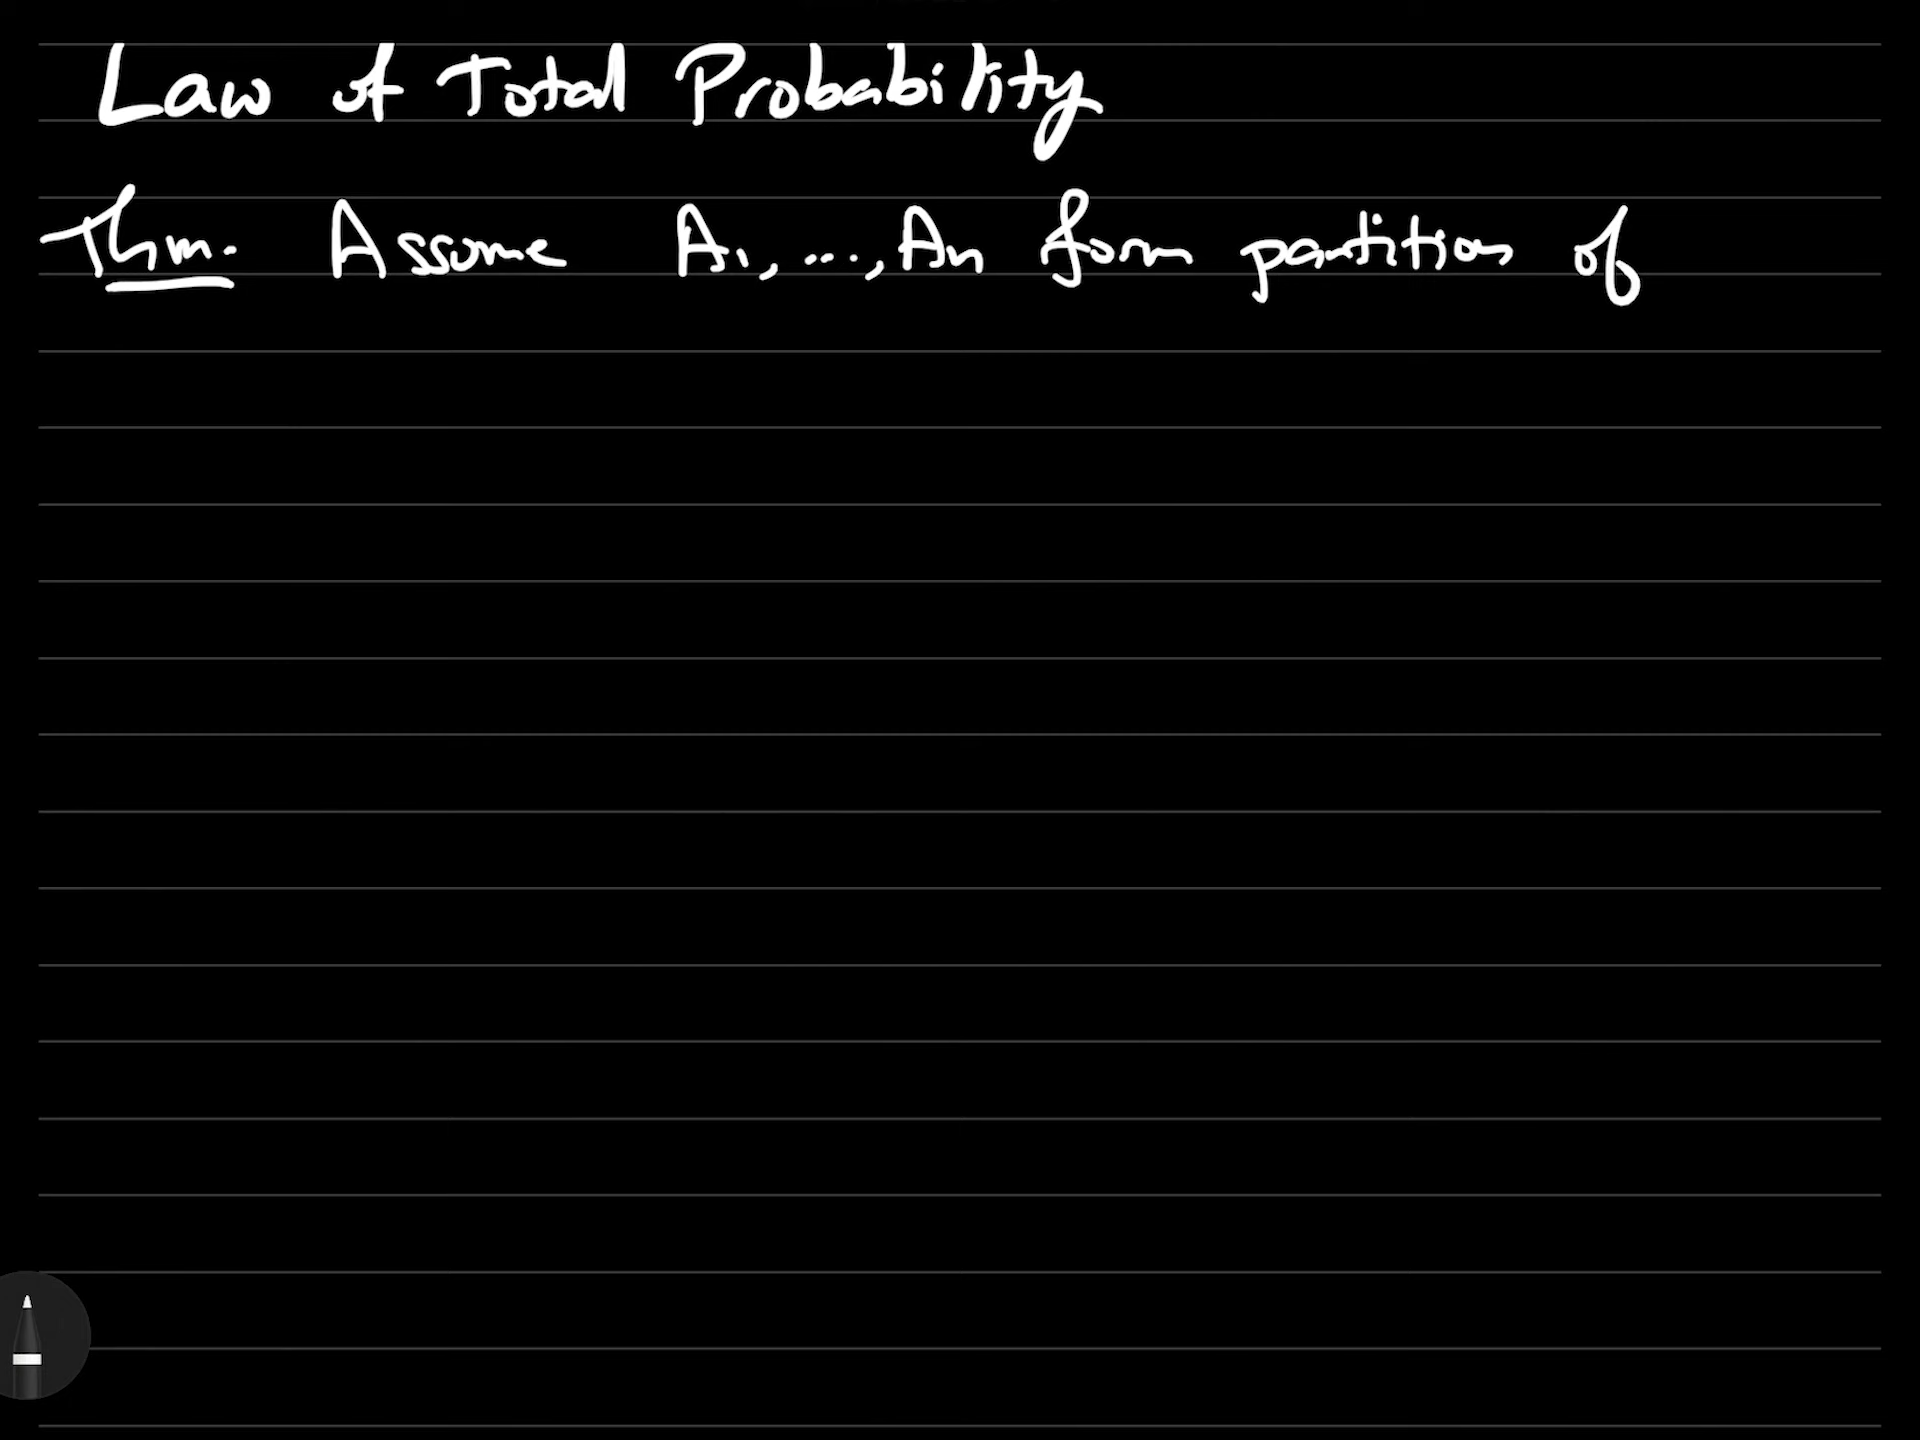 Law of Total Probability
Thm. Assume A1, ..., An form partition of